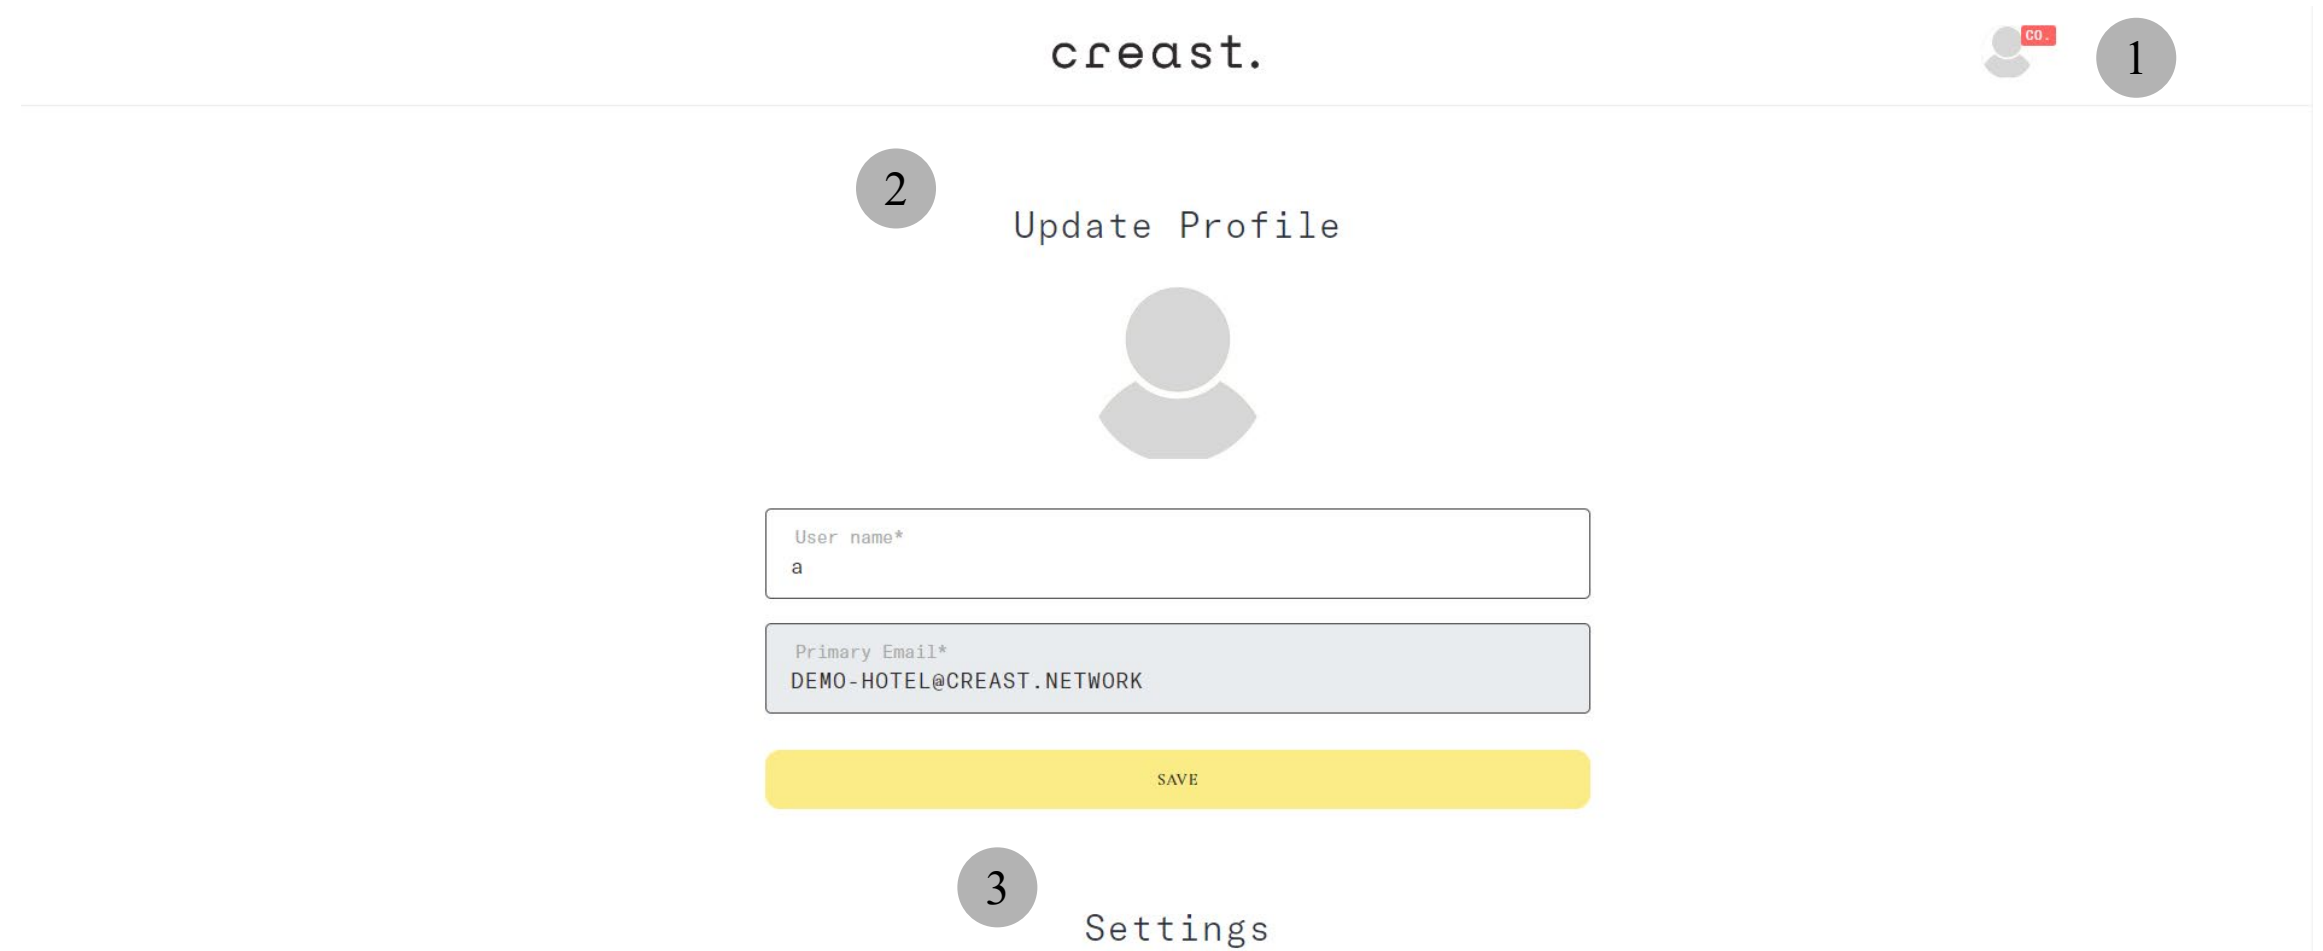 creast.
CO.
1
2
Update Profile
User name*
a
Primary Email*
DEMO-HOTEL@CREAST.NETWORK
SAVE
3
Settings